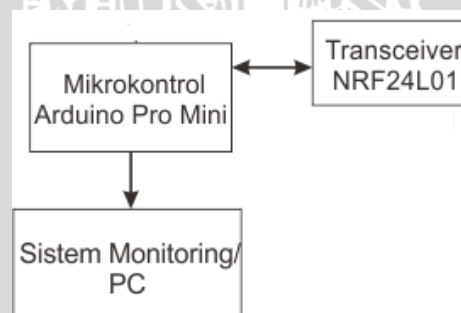 Mikrokontrol
Arduino Pro Mini
Transceiver
NRF24L01
Sistem Monitoring/
PC